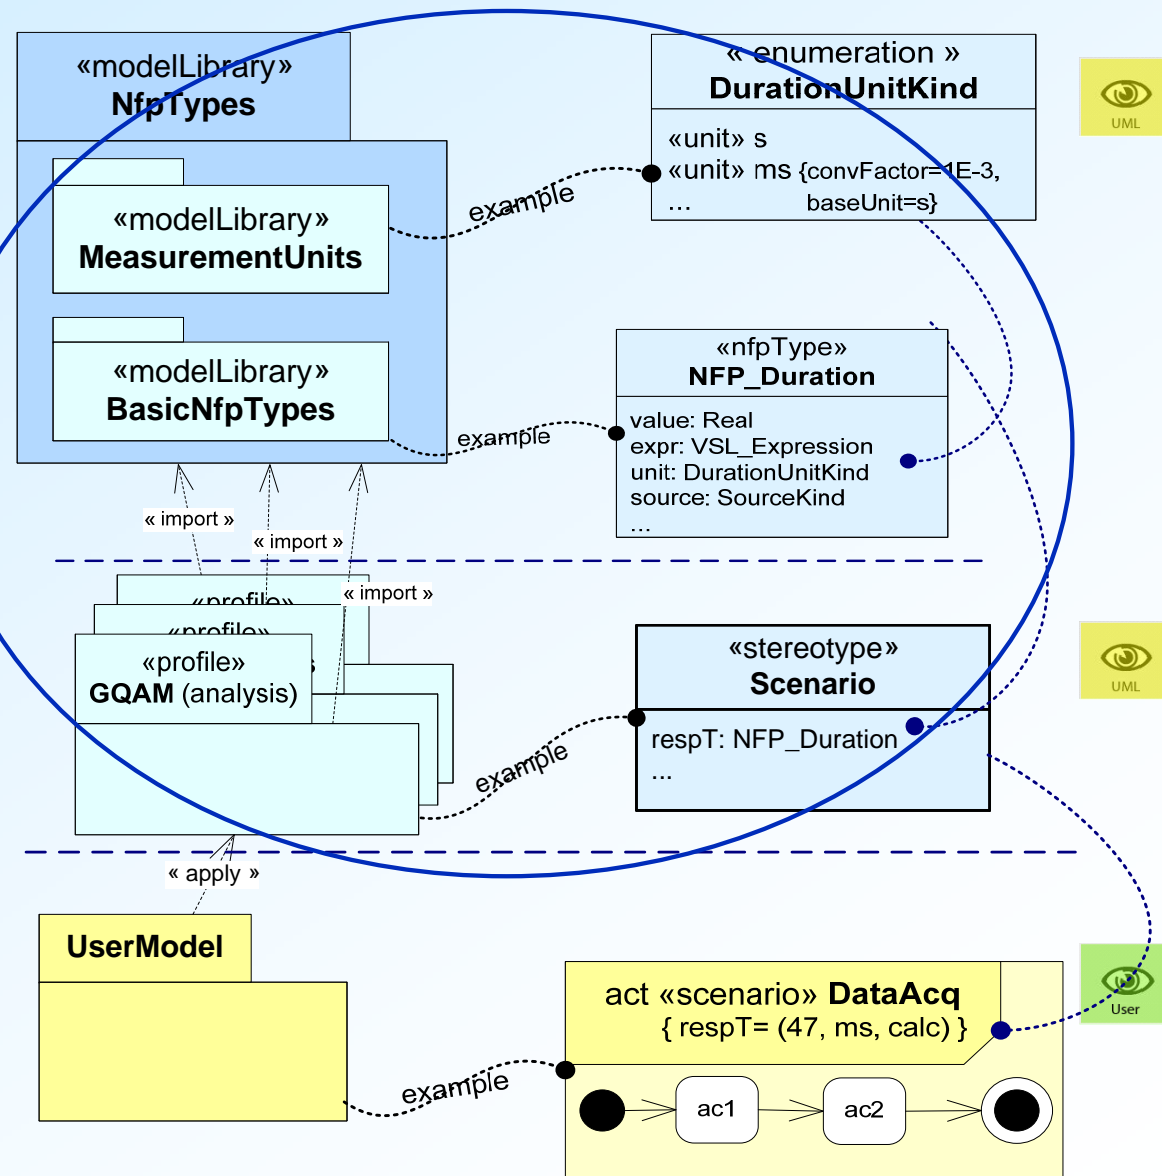 «modelLibrary»
NfpTypes
«modelLibrary»
MeasurementUnits
«modelLibrary»
BasicNfpTypes
« enumeration »
DurationUnitKind
«unit» s
«unit» ms {convFactor=1E-3,
... baseUnit=s}
UML
example
«nfpType»
NFP_Duration
value: Real
expr: VSL_Expression
unit: DurationUnitKind
source: SourceKind
...
example
« import »
« import »
« import »
«profile»
«profile»
«profile»
GQAM (analysis)
«stereotype»
Scenario
respT: NFP_Duration
...
UML
example
« apply »
UserModel
act «scenario» DataAcq
{ respT= (47, ms, calc) }
User
example
ac1
ac2